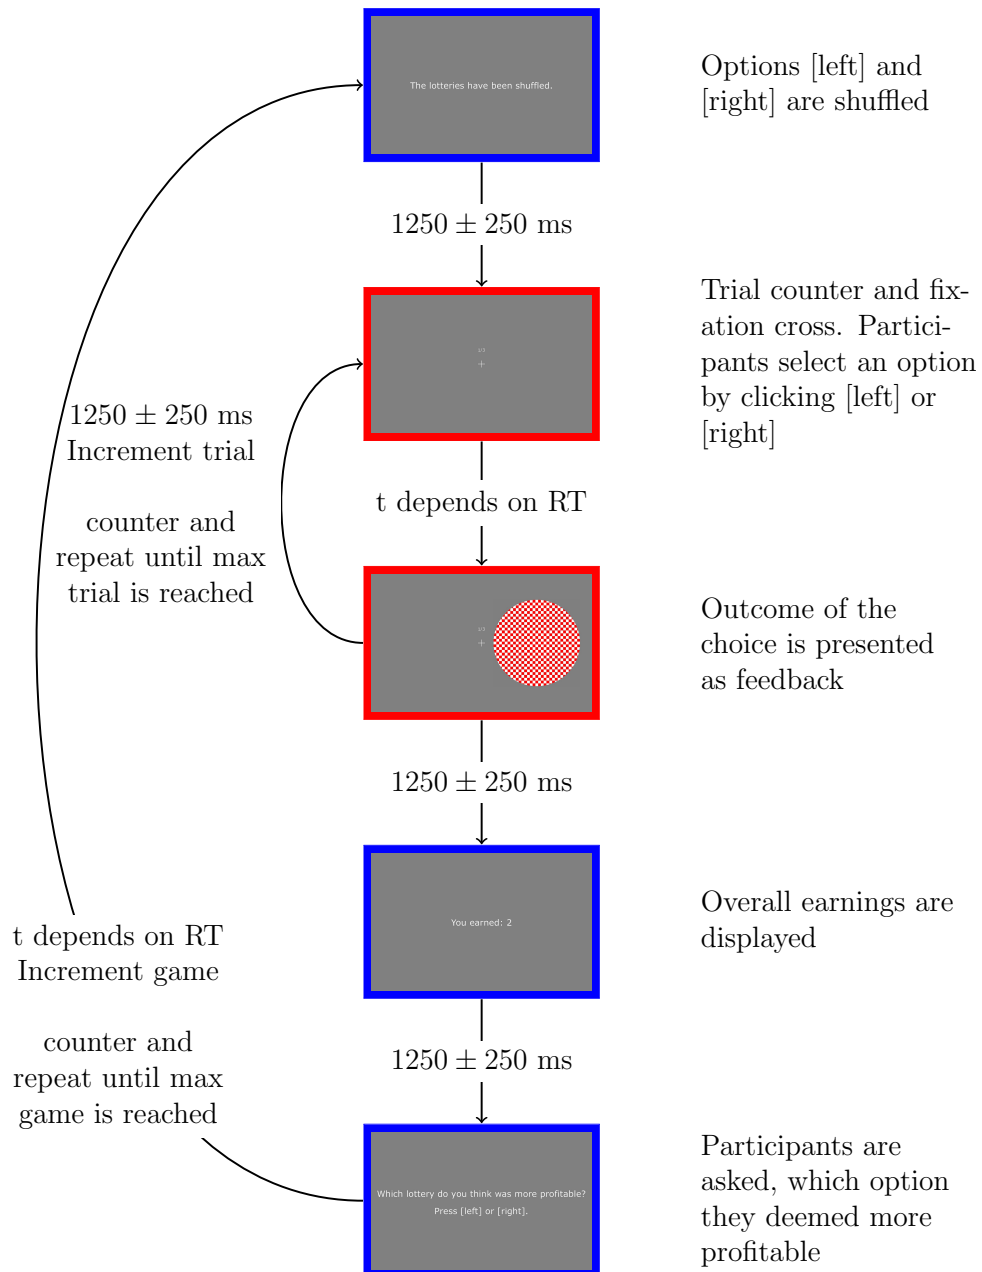 The lotteries have been shuffled.
Options [left] and
[right] are shuffled
1250 ± 250 ms
Trial counter and fix-
ation cross. Partici-
pants select an option
by clicking [left] or
[right]
+
1250 ± 250 ms
Increment trial
counter and
repeat until max
trial is reached
t depends on RT
+
Outcome of the
choice is presented
as feedback
1250 ± 250 ms
You earned: 2
Overall earnings are
displayed
t depends on RT
Increment game
counter and
repeat until max
game is reached
1250 ± 250 ms
Which lottery do you think was more profitable?
Press [left] or [right].
Participants are
asked, which option
they deemed more
profitable